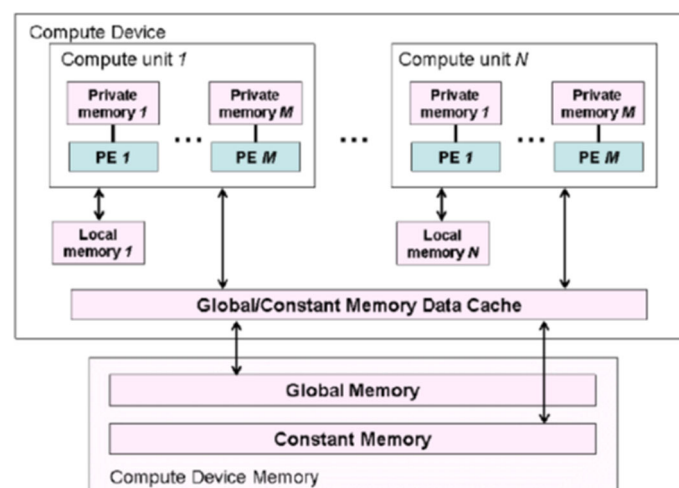 Compute Device
Compute unit 1
Compute unit N
Private
memory 1
Private
memory M
Private
memory 1
Private
memory M
...
...
...
PE 1
PE M
PE 1
PE M
Local
memory 1
Local
memory N
Global/Constant Memory Data Cache
Global Memory
Constant Memory
Compute Device Memory